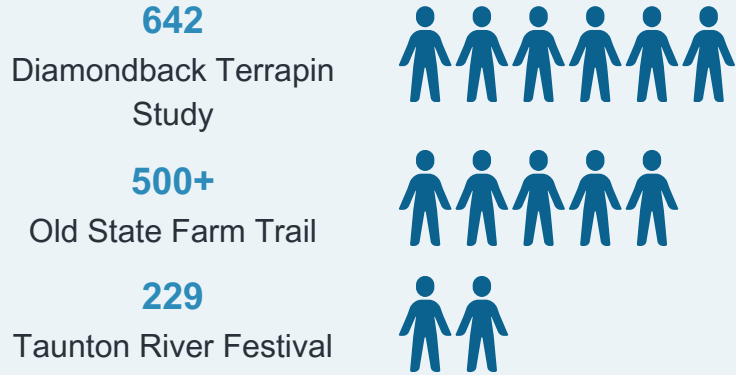 642
Diamondback Terrapin
Study
500+
Old State Farm Trail
229
Taunton River Festival